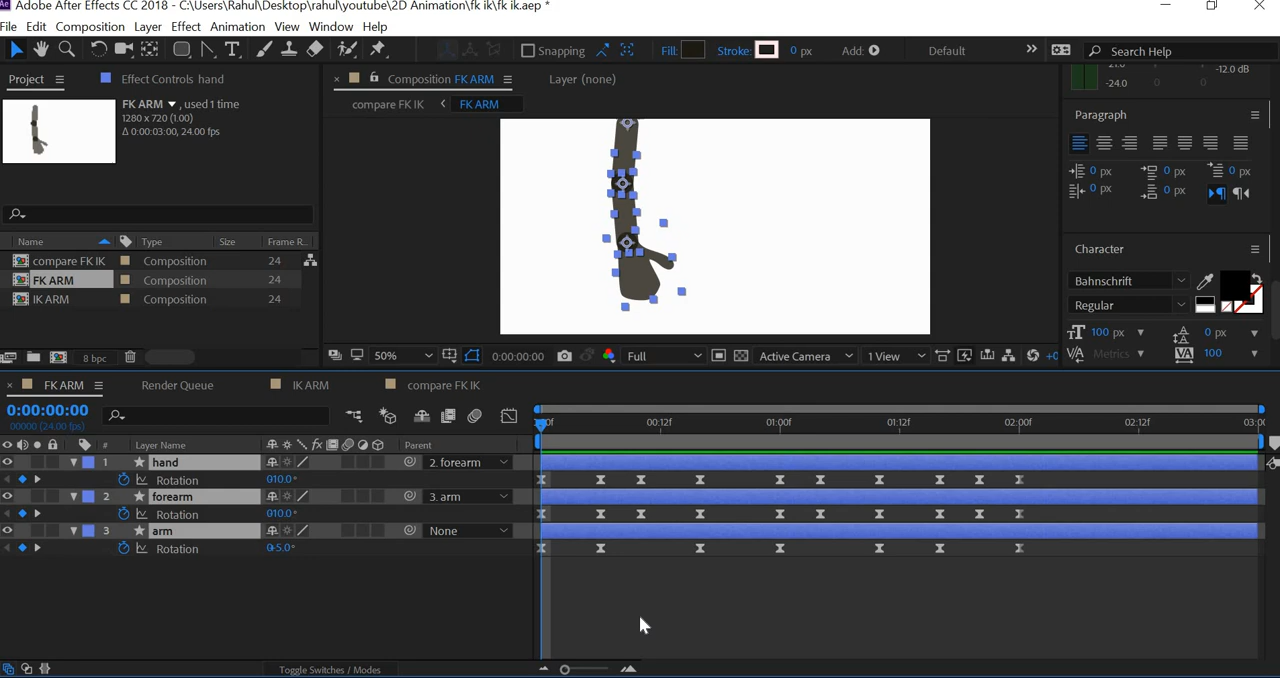 Adobe After Effects CC 2018 - C:\Users\Rahul\Desktop\rahul\youtube\2D Animation\fk ik\fk ik.aep *
File Edit Composition Layer Effect Animation View Window Help
Snapping Fill: Stroke: 0 px Add: Default Search Help
Project Effect Controls hand Composition FK ARM Layer (none)
-24.0 -12.0 dB
FK ARM , used 1 time
1280 x 720 (1.00)
Δ 0:00:03:00, 24.00 fps
compare FK IK FK ARM
Paragraph
0 px 0 px 0 px
0 px 0 px
Name Type Size Frame R...
compare FK IK Composition 24
FK ARM Composition 24
IK ARM Composition 24
Character
Bahnschrift
Regular
100 px 0 px
Metrics 100
8 bpc
50% 0:00:00:00 Full Active Camera 1 View +0
FK ARM Render Queue IK ARM compare FK IK
0:00:00:00
00000 (24.00 fps)
00:12f 01:00f 01:12f 02:00f 02:12f 03:00
# Layer Name fx Parent
1 hand 2. forearm
Rotation 0x+10.0°
2 forearm 3. arm
Rotation 0x+10.0°
3 arm None
Rotation
Toggle Switches / Modes